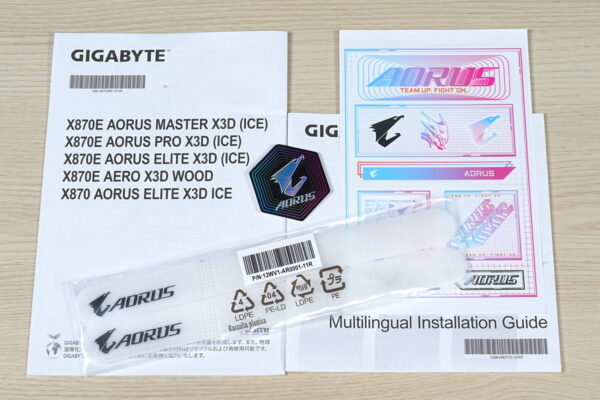 GIGABYTE™
X870E AORUS MASTER X3D (ICE)
X870E AORUS PRO X3D (ICE)
X870E AORUS ELITE X3D (ICE)
X870E AERO X3D WOOD
X870 AORUS ELITE X3D ICE
AORUS
TEAM UP. FIGHT ON.
AORUS
GIG
AORUS
P/N:12WV1-AR0001-11R
LDPE
04
PE-LD
LDPE
PE
Raccolta plastica
AORUS
AORUS
AORUS
Multilingual Installation Guide
GIGABYTE